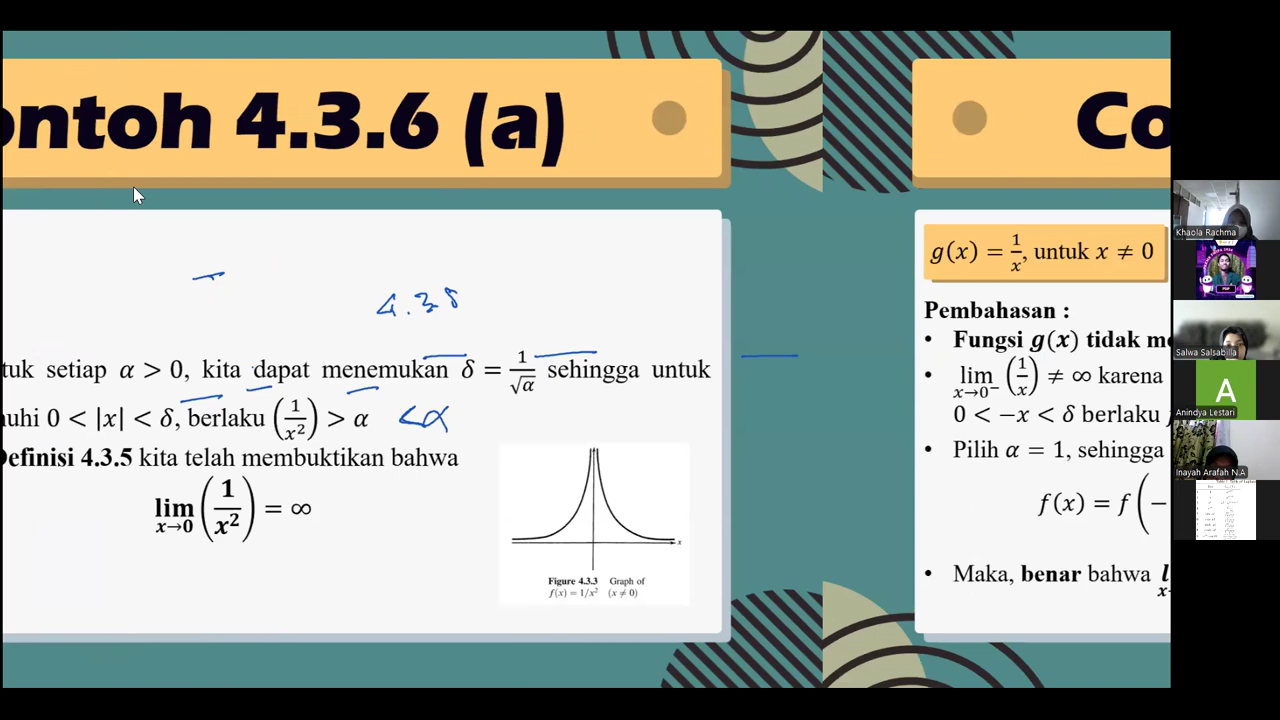 ontoh 4.3.6 (a)
4.3.8
tuk setiap α > 0, kita dapat menemukan δ = 1/√α sehingga untuk
uhi 0 < |x| < δ, berlaku (1/x²) > α <α
Definisi 4.3.5 kita telah membuktikan bahwa
lim x→0 (1/x²) = ∞
x
Figure 4.3.3 Graph of
f(x) = 1/x² (x ≠ 0)
Co
g(x) = 1/x, untuk x ≠ 0
Pembahasan :
• Fungsi g(x) tidak me
• lim x→0⁻ (1/x) ≠ ∞ karena
0 < −x < δ berlaku
• Pilih α = 1, sehingga
f(x) = f(−
• Maka, benar bahwa l
x
Khaola Rachma
Salwa Salsabilla
A
Anindya Lestari
Inayah Arafah N.A